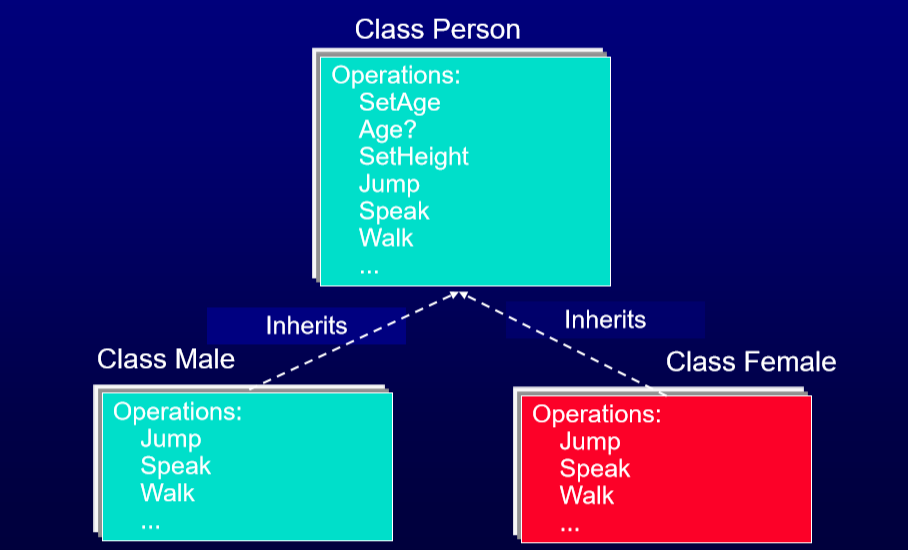 Class Person
Operations:
SetAge
Age?
SetHeight
Jump
Speak
Walk
...
Inherits
Inherits
Class Male
Class Female
Operations:
Jump
Speak
Walk
...
Operations:
Jump
Speak
Walk
...